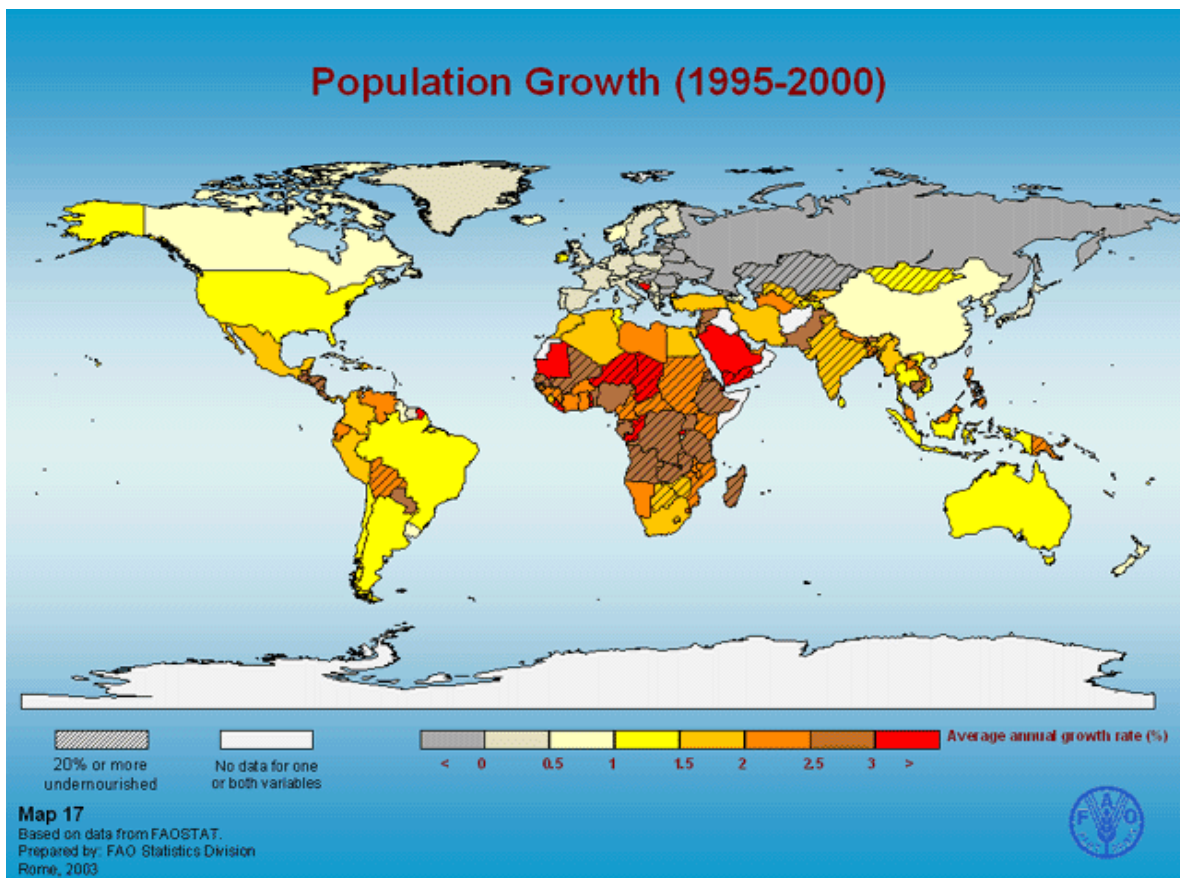 Population Growth (1995-2000)
20% or more
undernourished
No data for one
or both variables
Average annual growth rate (%)
< 0 0.5 1 1.5 2 2.5 3 >
Map 17
Based on data from FAOSTAT.
Prepared by: FAO Statistics Division
Rome, 2003
F A O